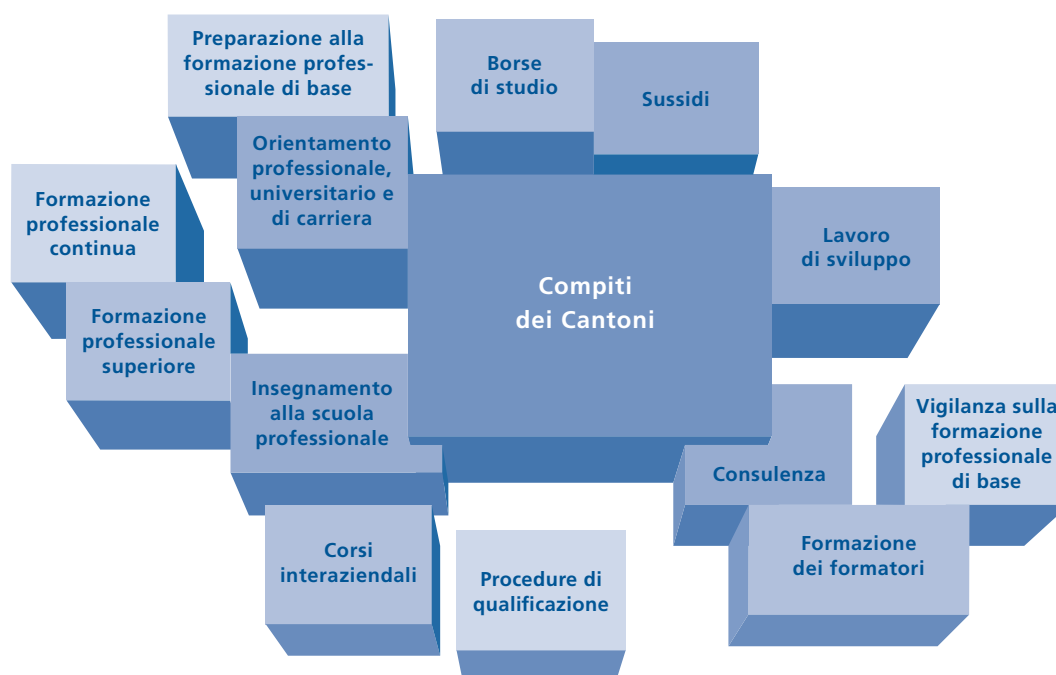 Preparazione alla
formazione profes-
sionale di base
Borse
di studio
Sussidi
Orientamento
professionale,
universitario e
di carriera
Formazione
professionale
continua
Lavoro
di sviluppo
Compiti
dei Cantoni
Formazione
professionale
superiore
Insegnamento
alla scuola
professionale
Vigilanza sulla
formazione
professionale
di base
Consulenza
Corsi
interaziendali
Procedure di
qualificazione
Formazione
dei formatori